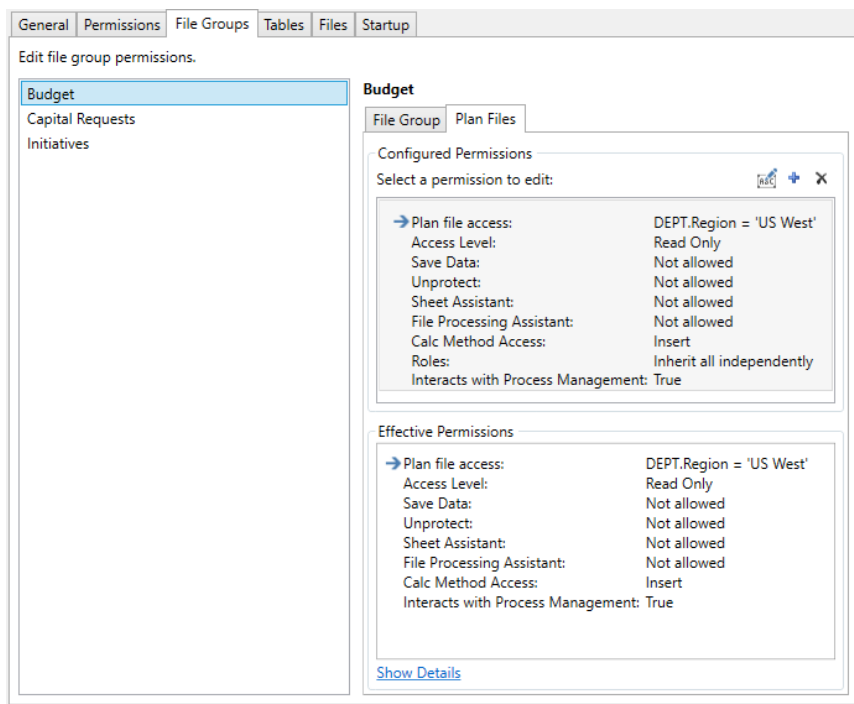 General Permissions File Groups Tables Files Startup
Edit file group permissions.
Budget
Capital Requests
Initiatives
Budget
File Group Plan Files
Configured Permissions
Select a permission to edit:
ABC
Plan file access: DEPT.Region = 'US West'
Access Level: Read Only
Save Data: Not allowed
Unprotect: Not allowed
Sheet Assistant: Not allowed
File Processing Assistant: Not allowed
Calc Method Access: Insert
Roles: Inherit all independently
Interacts with Process Management: True
Effective Permissions
Plan file access: DEPT.Region = 'US West'
Access Level: Read Only
Save Data: Not allowed
Unprotect: Not allowed
Sheet Assistant: Not allowed
File Processing Assistant: Not allowed
Calc Method Access: Insert
Interacts with Process Management: True
Show Details